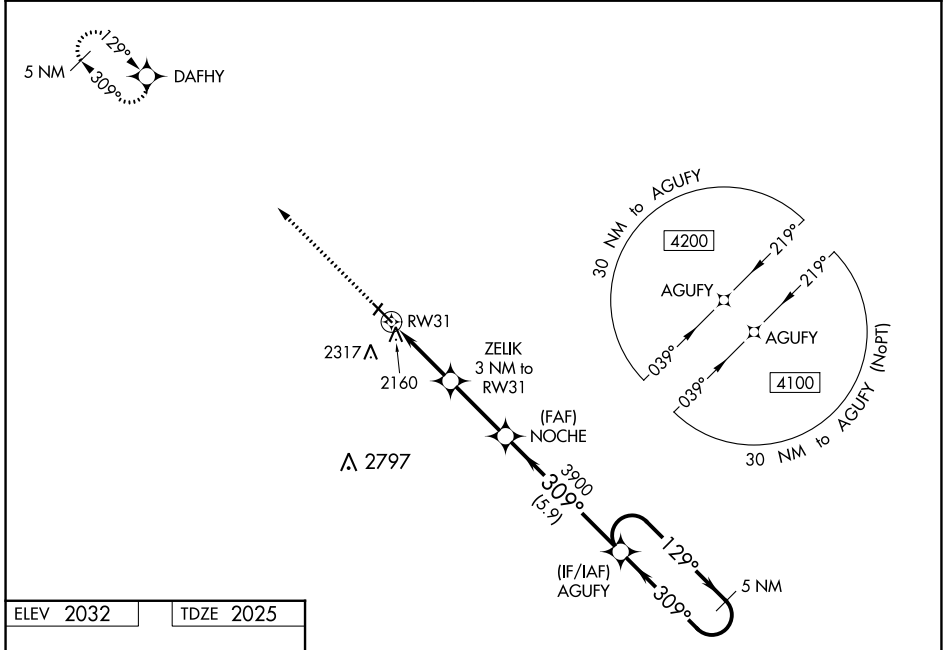 129°
5 NM
309°
DAFHY
30 NM to AGUFY
4200
219°
AGUFY
039°
219°
AGUFY
039°
4100
30 NM to AGUFY (NoPT)
RW31
2317
2160
ZELIK
3 NM to
RW31
(FAF)
NOCHE
2797
3900
309°
(5.9)
(IF/IAF)
AGUFY
129°
309°
5 NM
ELEV 2032
TDZE 2025